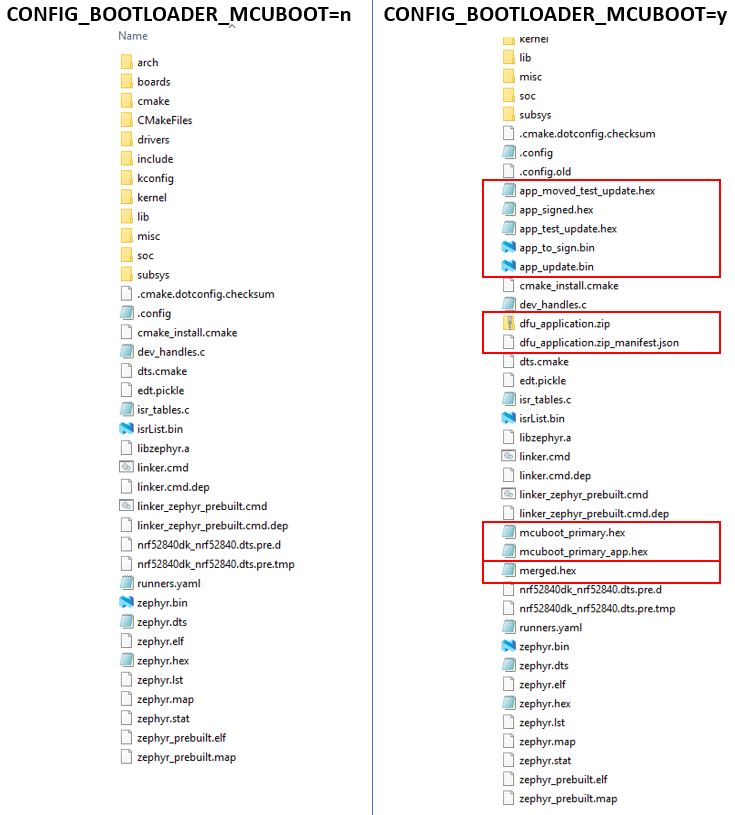 CONFIG_BOOTLOADER_MCUBOOT=n
Name
arch
boards
cmake
CMakeFiles
drivers
include
kconfig
kernel
lib
misc
soc
subsys
.cmake.dotconfig.checksum
.config
cmake_install.cmake
dev_handles.c
dts.cmake
edt.pickle
isr_tables.c
isrList.bin
libzephyr.a
linker.cmd
linker.cmd.dep
linker_zephyr_prebuilt.cmd
linker_zephyr_prebuilt.cmd.dep
nrf52840dk_nrf52840.dts.pre.d
nrf52840dk_nrf52840.dts.pre.tmp
runners.yaml
zephyr.bin
zephyr.dts
zephyr.elf
zephyr.hex
zephyr.lst
zephyr.map
zephyr.stat
zephyr_prebuilt.elf
zephyr_prebuilt.map
CONFIG_BOOTLOADER_MCUBOOT=y
kernel
lib
misc
soc
subsys
.cmake.dotconfig.checksum
.config
.config.old
app_moved_test_update.hex
app_signed.hex
app_test_update.hex
app_to_sign.bin
app_update.bin
cmake_install.cmake
dev_handles.c
dfu_application.zip
dfu_application.zip_manifest.json
dts.cmake
edt.pickle
isr_tables.c
isrList.bin
libzephyr.a
linker.cmd
linker.cmd.dep
linker_zephyr_prebuilt.cmd
linker_zephyr_prebuilt.cmd.dep
mcuboot_primary.hex
mcuboot_primary_app.hex
merged.hex
nrf52840dk_nrf52840.dts.pre.d
nrf52840dk_nrf52840.dts.pre.tmp
runners.yaml
zephyr.bin
zephyr.dts
zephyr.elf
zephyr.hex
zephyr.lst
zephyr.map
zephyr.stat
zephyr_prebuilt.elf
zephyr_prebuilt.map